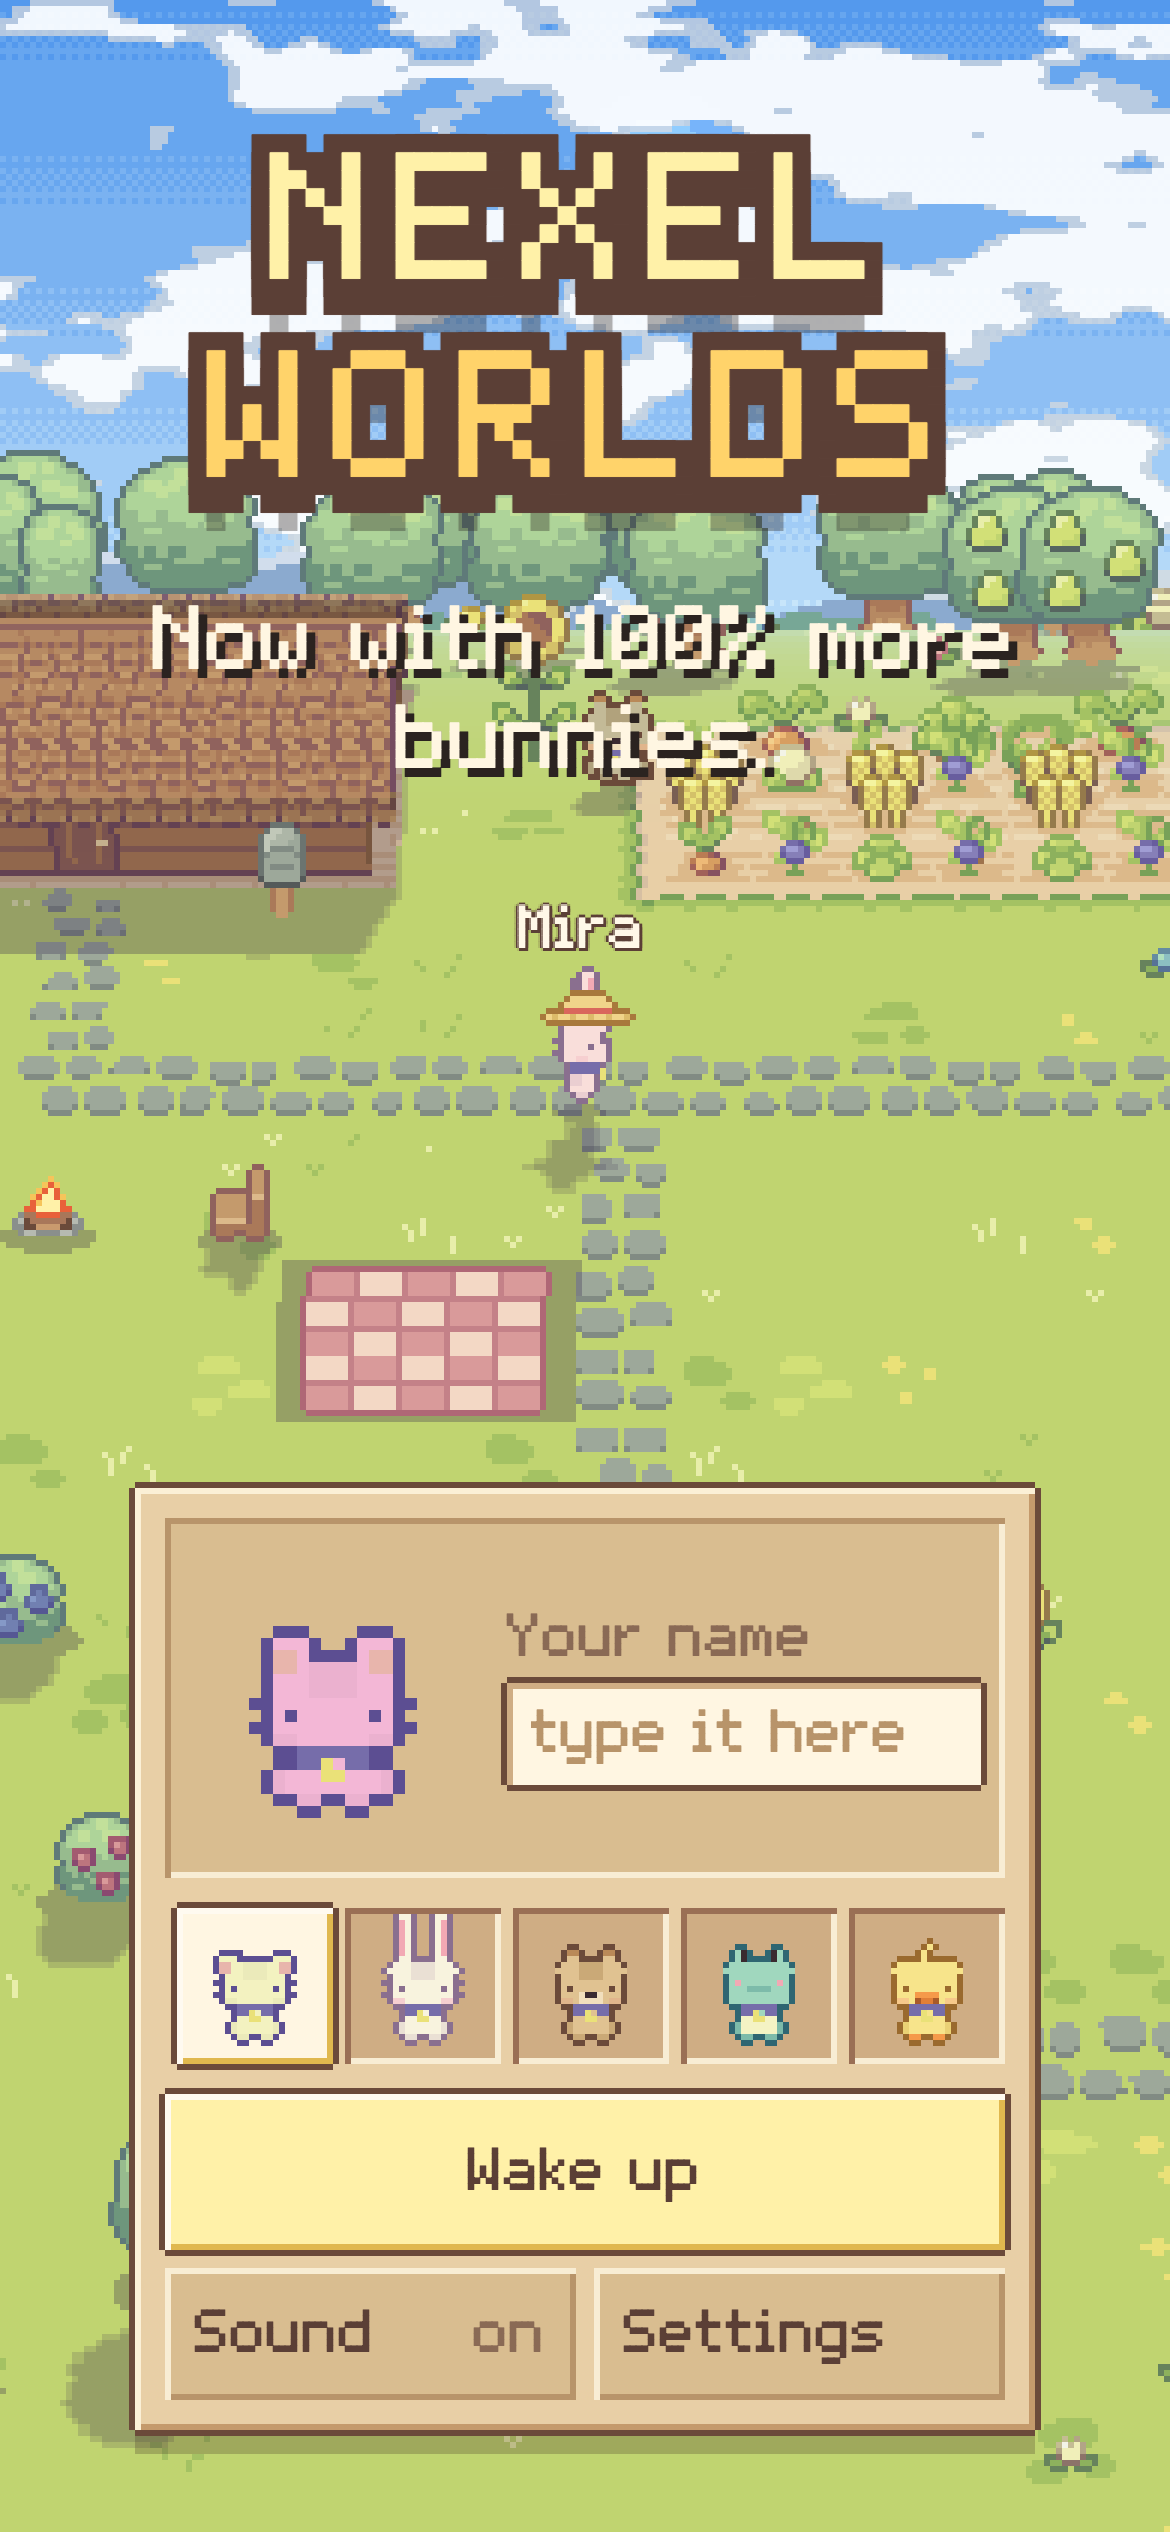 NEXEL
WORLDS
Now with 100% more
bunnies.
Mira
Your name
type it here
Wake up
Sound on
Settings